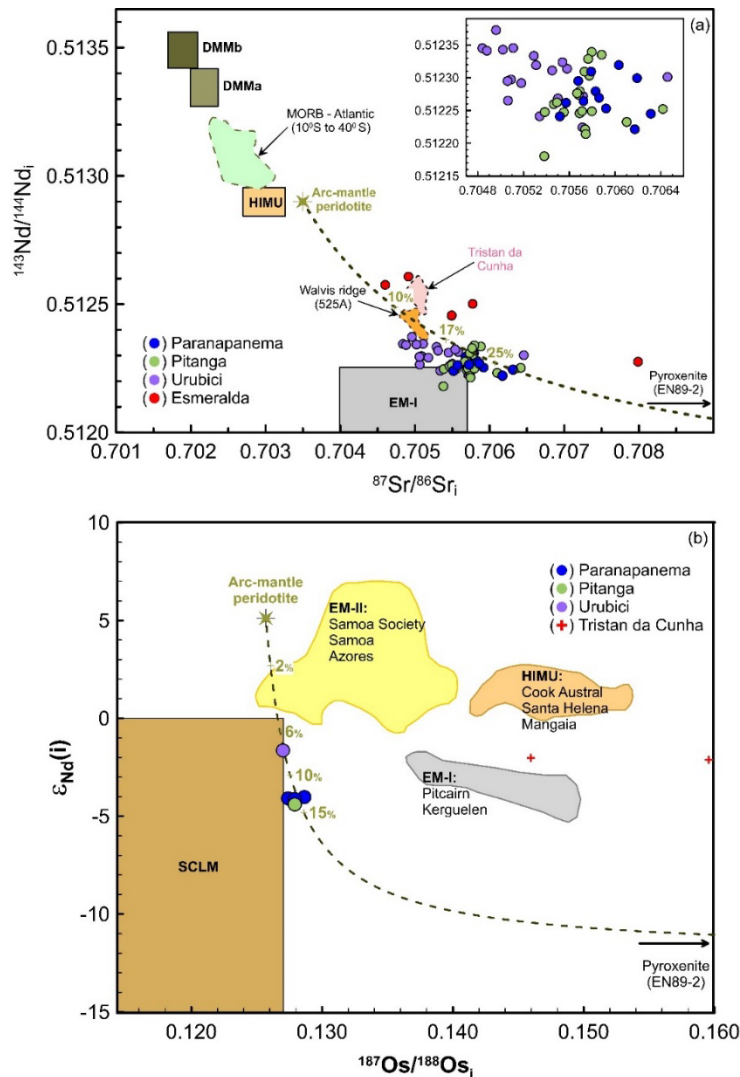 (a)
0.5135
0.5130
0.5125
0.5120
¹⁴³Nd/¹⁴⁴Ndᵢ
DMMb
DMMa
MORB - Atlantic
(10⁰S to 40⁰S)
HIMU
Arc-mantle
peridotite
0.51235
0.51230
0.51225
0.51220
0.51215
0.7048 0.7052 0.7056 0.7060 0.7064
Tristan da
Cunha
Walvis ridge
(525A)
10%
17%
25%
( ) Paranapanema
( ) Pitanga
( ) Urubici
( ) Esmeralda
EM-I
Pyroxenite
(EN89-2)
0.701 0.702 0.703 0.704 0.705 0.706 0.707 0.708
⁸⁷Sr/⁸⁶Srᵢ
(b)
10
5
0
-5
-10
-15
εNd(i)
Arc-mantle
peridotite
2%
6%
10%
15%
EM-II:
Samoa Society
Samoa
Azores
( ) Paranapanema
( ) Pitanga
( ) Urubici
( ) Tristan da Cunha
HIMU:
Cook Austral
Santa Helena
Mangaia
EM-I:
Pitcairn
Kerguelen
SCLM
Pyroxenite
(EN89-2)
0.120 0.130 0.140 0.150 0.160
¹⁸⁷Os/¹⁸⁸Osᵢ